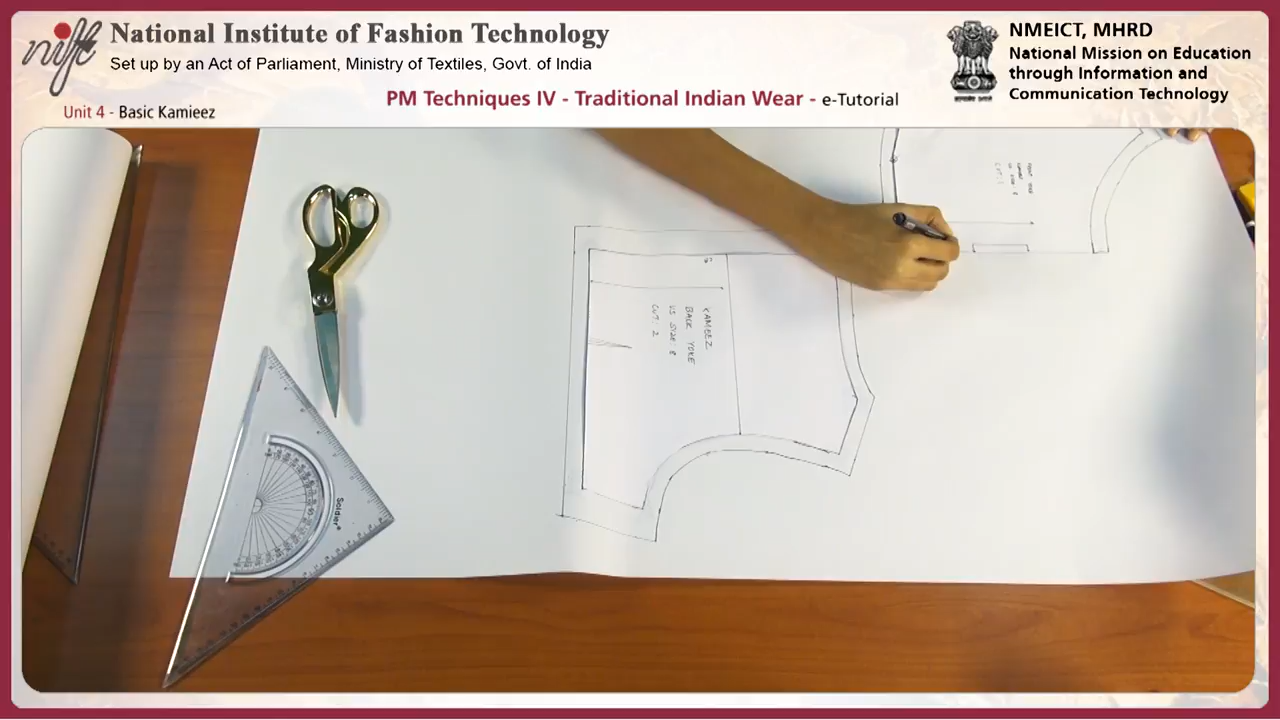 nift
National Institute of Fashion Technology
Set up by an Act of Parliament, Ministry of Textiles, Govt. of India
NMEICT, MHRD
National Mission on Education
through Information and
Communication Technology
PM Techniques IV - Traditional Indian Wear - e-Tutorial
Unit 4 - Basic Kamieez
KAMEEZ
BACK YOKE
US SIZE: 8
CUT: 2
Soldier